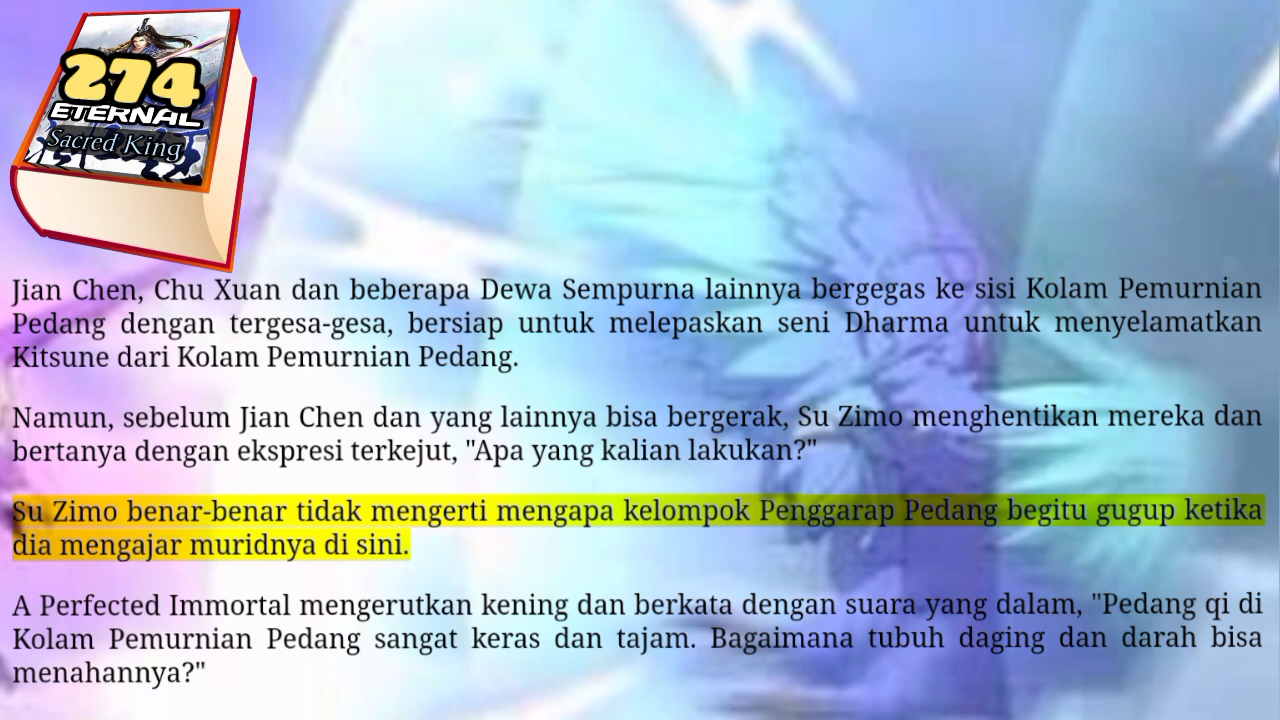 274
ETERNAL
Sacred King
Jian Chen, Chu Xuan dan beberapa Dewa Sempurna lainnya bergegas ke sisi Kolam Pemurnian
Pedang dengan tergesa-gesa, bersiap untuk melepaskan seni Dharma untuk menyelamatkan
Kitsune dari Kolam Pemurnian Pedang.
Namun, sebelum Jian Chen dan yang lainnya bisa bergerak, Su Zimo menghentikan mereka dan
bertanya dengan ekspresi terkejut, "Apa yang kalian lakukan?"
Su Zimo benar-benar tidak mengerti mengapa kelompok Penggarap Pedang begitu gugup ketika
dia mengajar muridnya di sini.
A Perfected Immortal mengerutkan kening dan berkata dengan suara yang dalam, "Pedang qi di
Kolam Pemurnian Pedang sangat keras dan tajam. Bagaimana tubuh daging dan darah bisa
menahannya?"